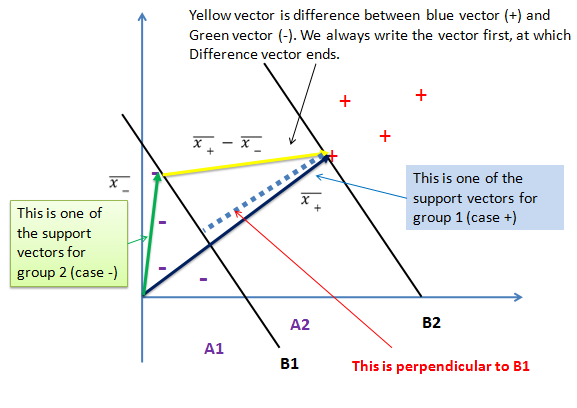 Yellow vector is difference between blue vector (+) and
Green vector (-). We always write the vector first, at which
Difference vector ends.
+
+
+
+
x̅₊ − x̅₋
x̅₋
x̅₊
This is one of the
support vectors for
group 1 (case +)
This is one of
the support
vectors for
group 2 (case -)
-
-
-
-
A2
B2
A1
B1
This is perpendicular to B1